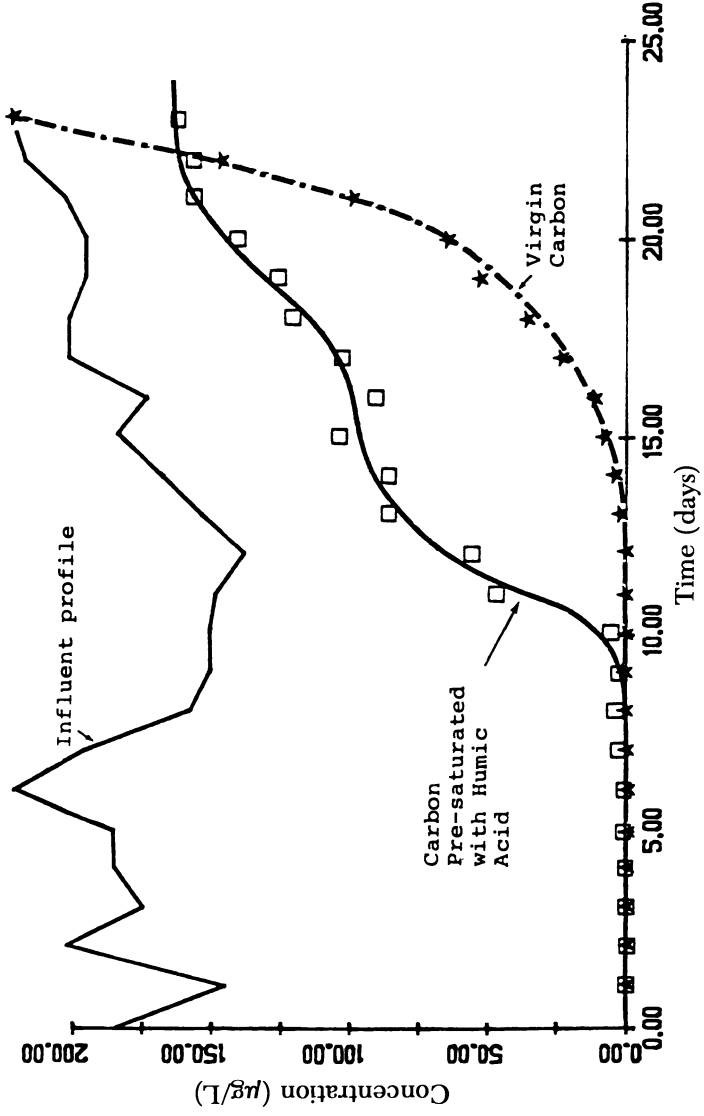 Concentration (µg/L)
200.00
150.00
100.00
50.00
0.00
Influent profile
Carbon
Pre-saturated
with Humic
Acid
Virgin
Carbon
0.00
5.00
10.00
15.00
20.00
25.00
Time (days)